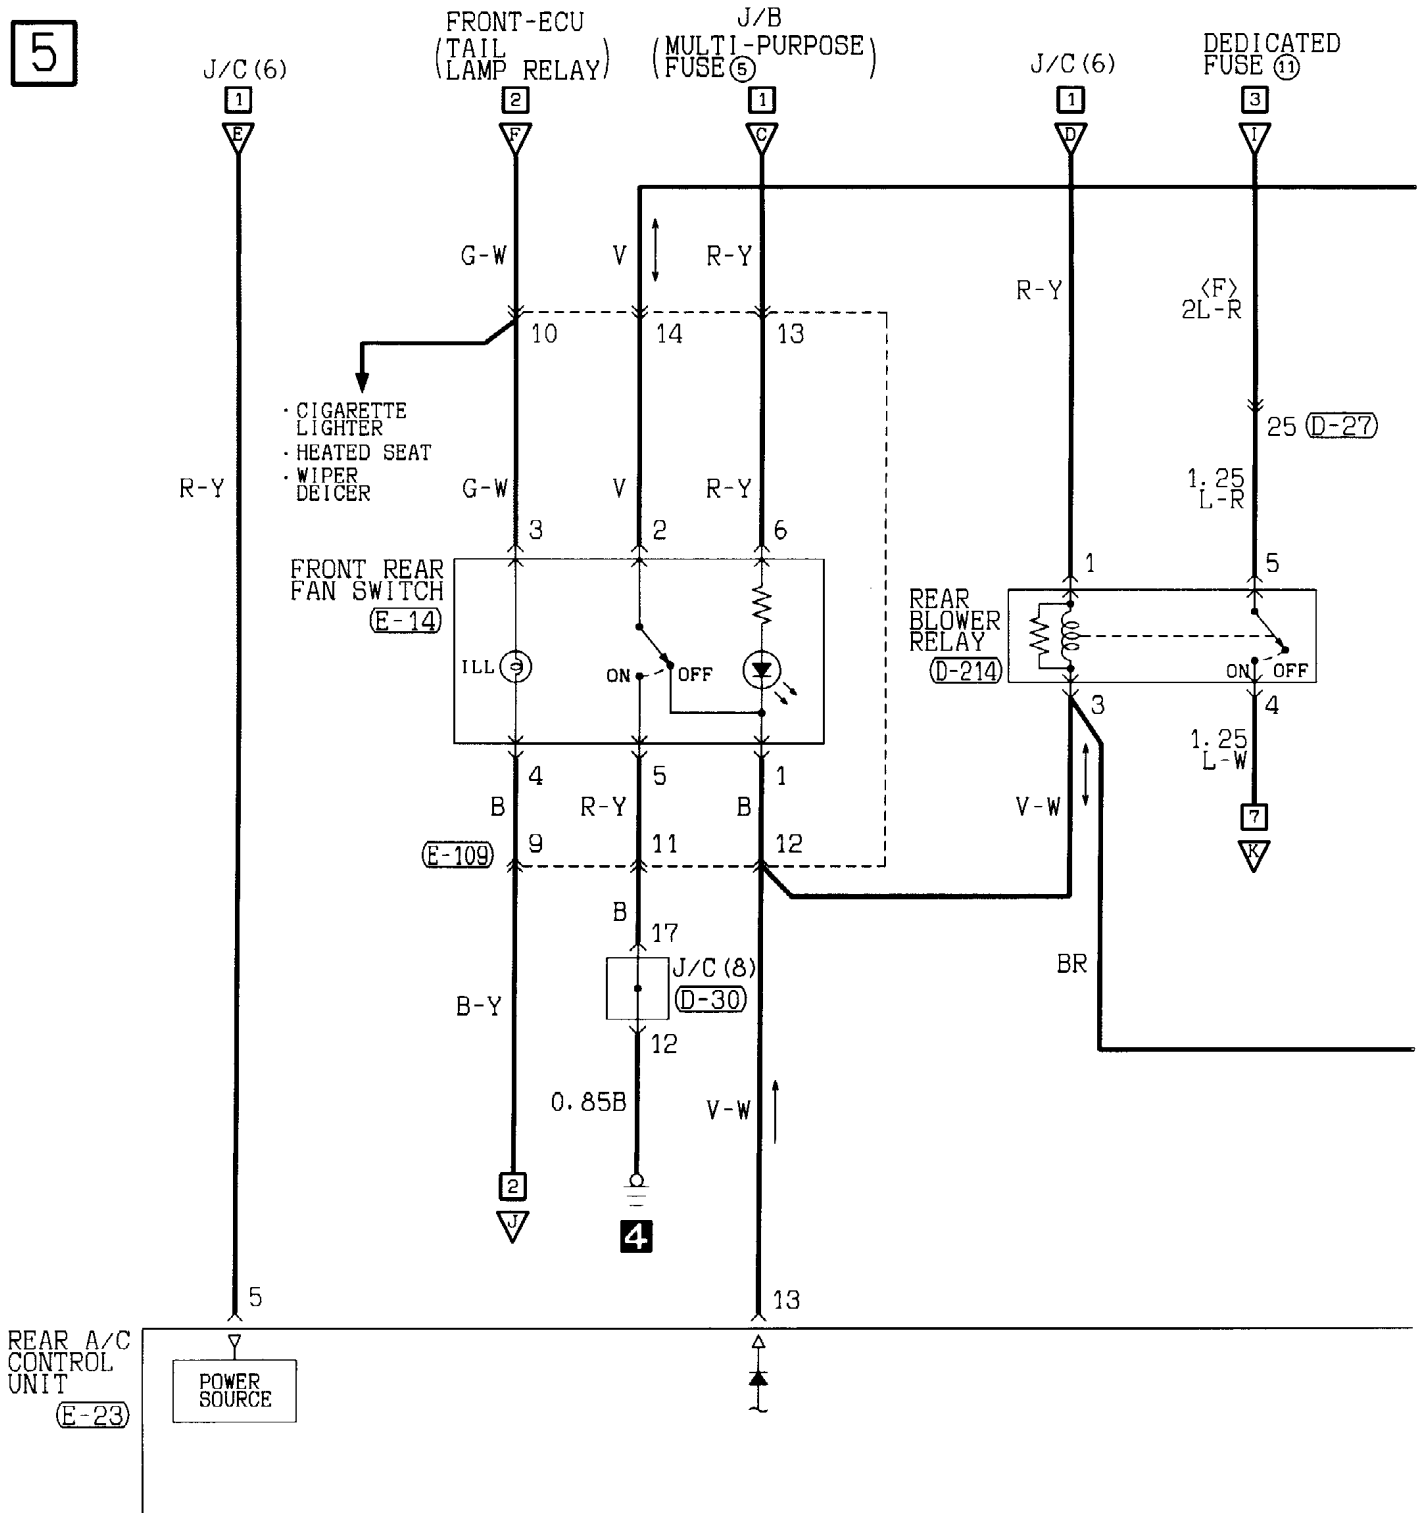 5
J/C(6)
1
E
FRONT-ECU
(TAIL
LAMP RELAY)
2
F
J/B
(MULTI-PURPOSE
FUSE⑤)
1
C
J/C(6)
1
D
DEDICATED
FUSE ⑪
3
I
G-W
V
R-Y
R-Y
<F>
2L-R
10
14
13
· CIGARETTE
LIGHTER
· HEATED SEAT
· WIPER
DEICER
25 (D-27)
R-Y
G-W
V
R-Y
1.25
L-R
3
2
6
1
5
FRONT REAR
FAN SWITCH
(E-14)
ILL
ON
OFF
REAR
BLOWER
RELAY
(D-214)
ON
OFF
4
5
1
3
4
B
R-Y
B
V-W
1.25
L-W
7
K
(E-109)
9
11
12
B
17
J/C(8)
(D-30)
12
BR
B-Y
0.85B
V-W
2
J
4
5
13
REAR A/C
CONTROL
UNIT
(E-23)
POWER
SOURCE